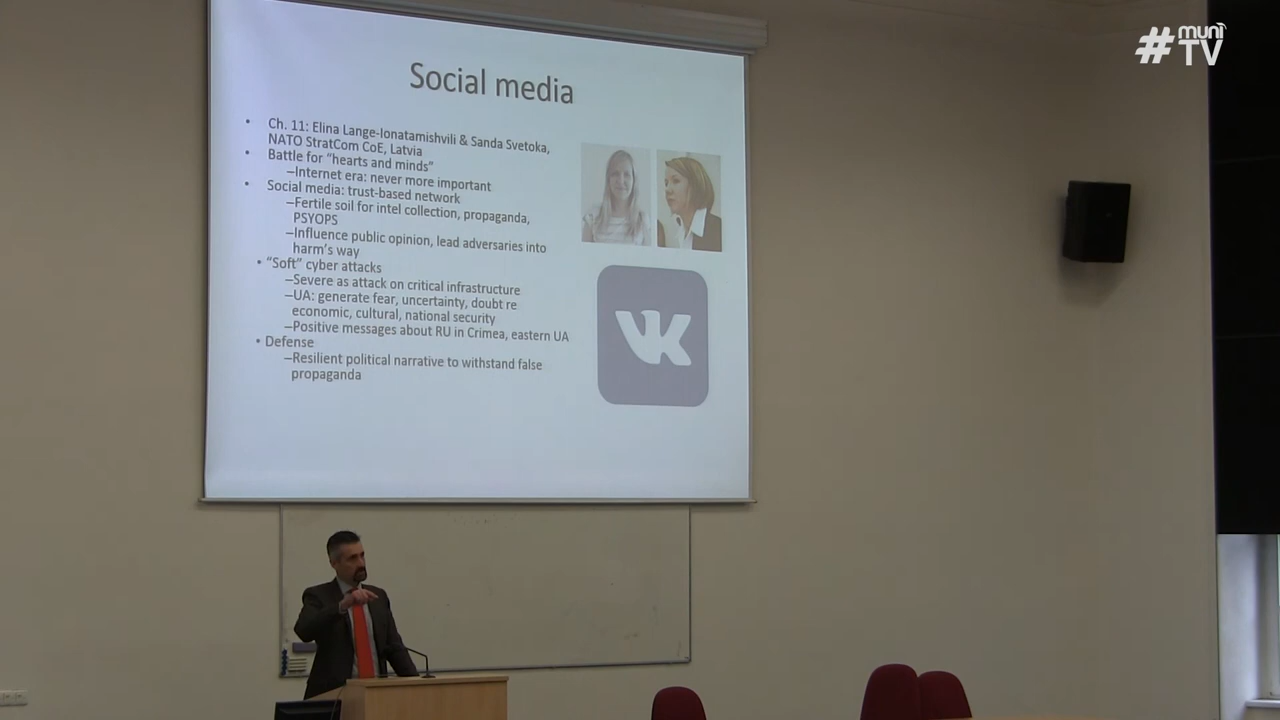 #muni
TV
Social media
• Ch. 11: Elina Lange-Ionatamishvili & Sanda Svetoka,
NATO StratCom CoE, Latvia
• Battle for “hearts and minds”
–Internet era: never more important
• Social media: trust-based network
–Fertile soil for intel collection, propaganda,
PSYOPS
–Influence public opinion, lead adversaries into
harm's way
• “Soft” cyber attacks
–Severe as attack on critical infrastructure
–UA: generate fear, uncertainty, doubt re
economic, cultural, national security
–Positive messages about RU in Crimea, eastern UA
• Defense
–Resilient political narrative to withstand false
propaganda
VK